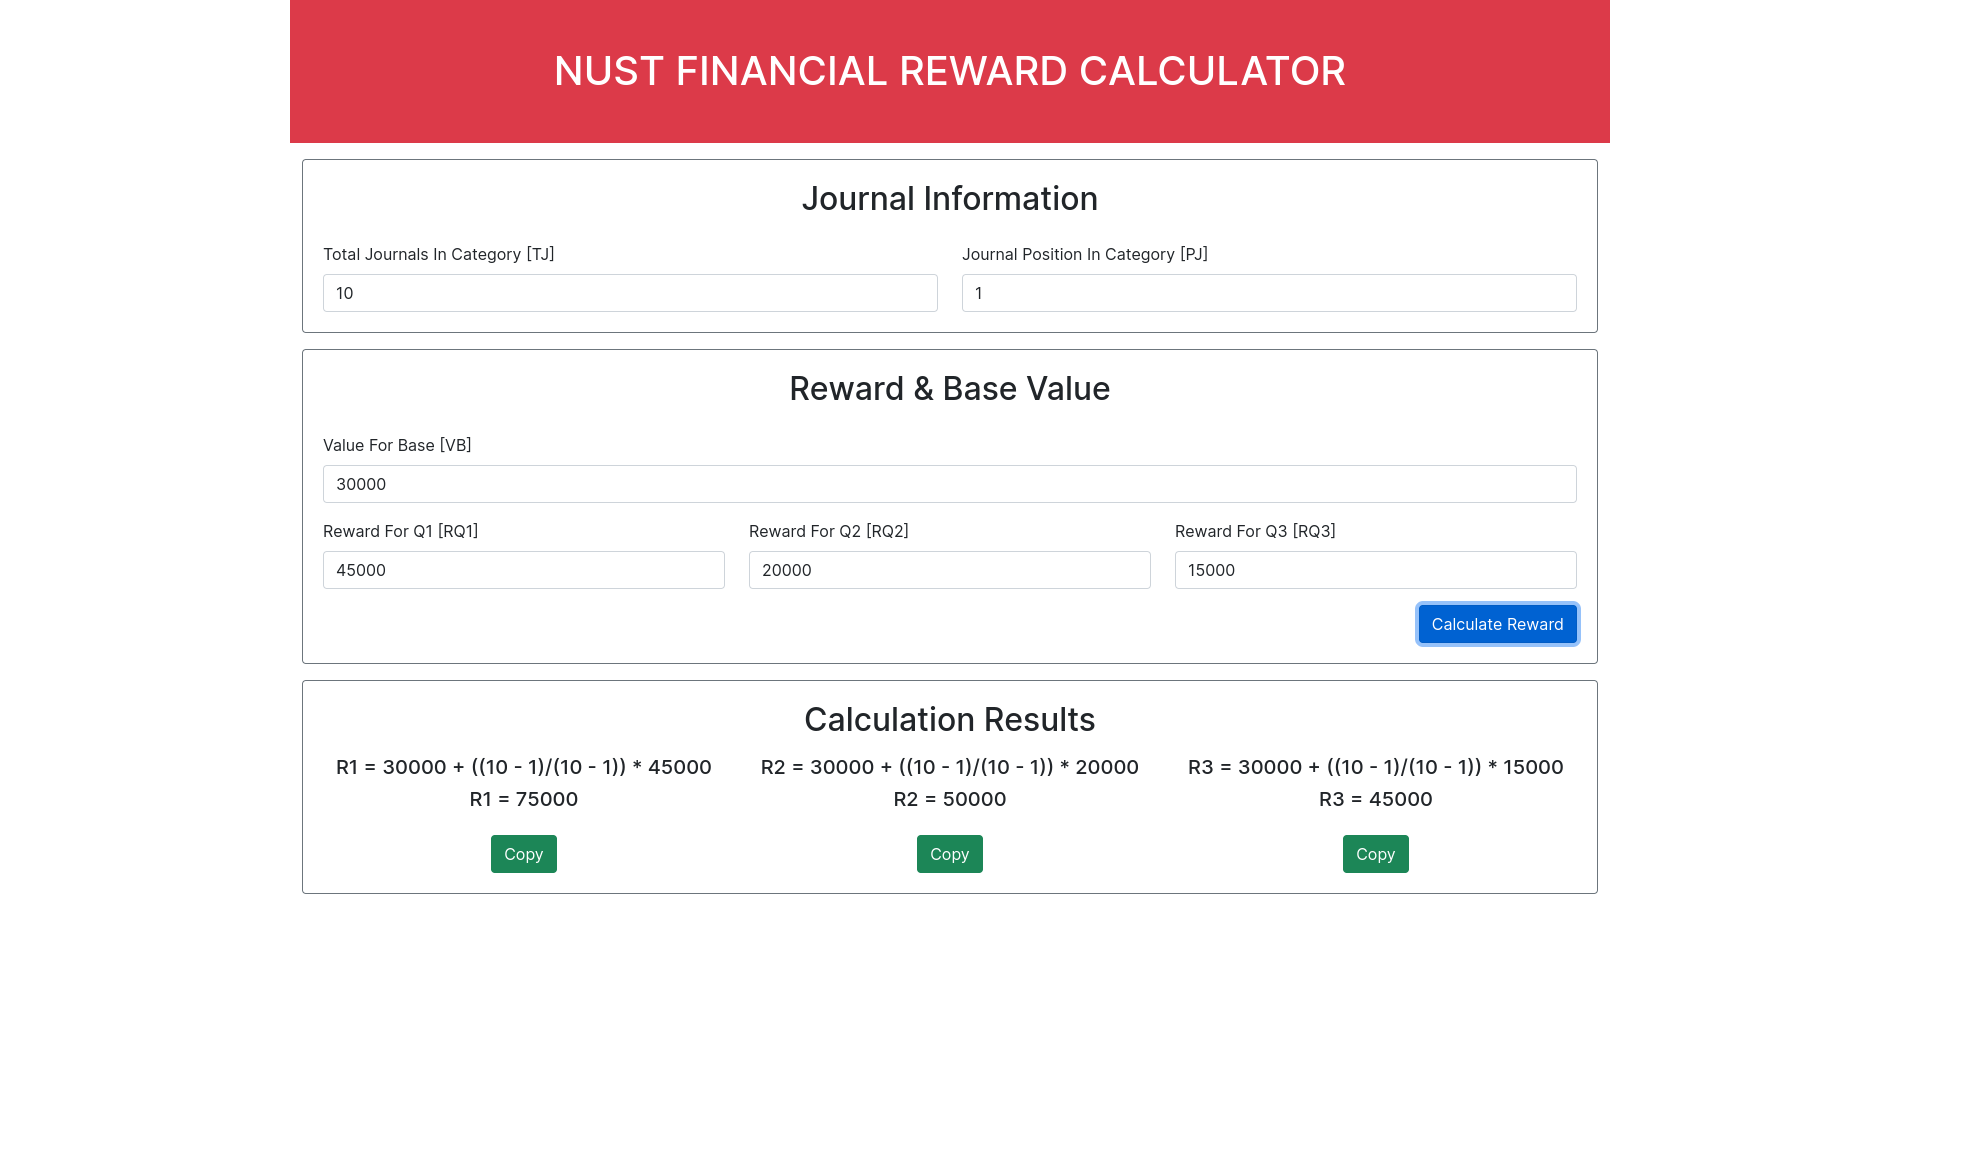 NUST FINANCIAL REWARD CALCULATOR
Journal Information
Total Journals In Category [TJ]
Journal Position In Category [PJ]
10
1
Reward & Base Value
Value For Base [VB]
30000
Reward For Q1 [RQ1]
Reward For Q2 [RQ2]
Reward For Q3 [RQ3]
45000
20000
15000
Calculate Reward
Calculation Results
R1 = 30000 + ((10 - 1)/(10 - 1)) * 45000
R1 = 75000
Copy
R2 = 30000 + ((10 - 1)/(10 - 1)) * 20000
R2 = 50000
Copy
R3 = 30000 + ((10 - 1)/(10 - 1)) * 15000
R3 = 45000
Copy